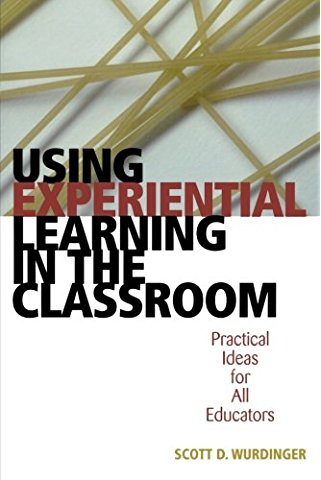 USING
EXPERIENTIAL
LEARNING
IN THE
CLASSROOM
Practical
Ideas
for
All
Educators
SCOTT D. WURDINGER